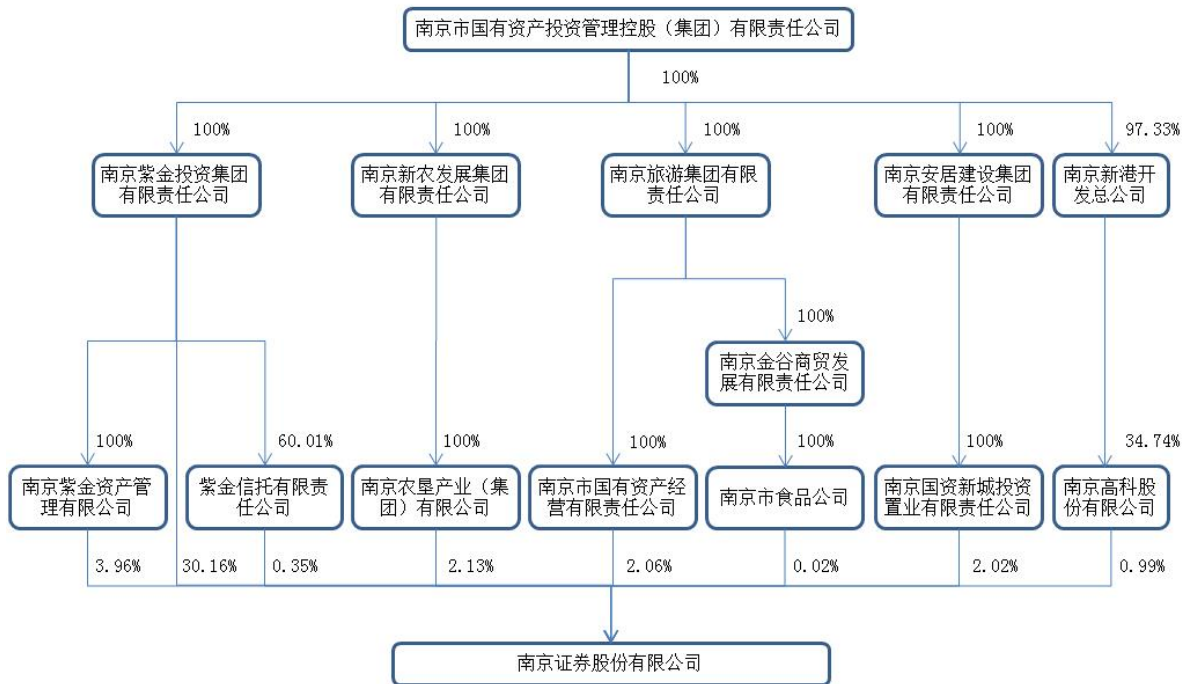 南京市国有资产投资管理控股（集团）有限责任公司
100%
100%
100%
100%
100%
97.33%
南京紫金投资集团
有限责任公司
南京新农发展集团
有限责任公司
南京旅游集团有限
责任公司
南京安居建设集团
有限责任公司
南京新港开
发总公司
100%
南京金谷商贸发
展有限责任公司
100%
60.01%
100%
100%
100%
100%
34.74%
南京紫金资产管
理有限公司
紫金信托有限责
任公司
南京农垦产业（集
团）有限公司
南京市国有资产经
营有限责任公司
南京市食品公司
南京国资新城投资
置业有限责任公司
南京高科股
份有限公司
3.96%
30.16%
0.35%
2.13%
2.06%
0.02%
2.02%
0.99%
南京证券股份有限公司